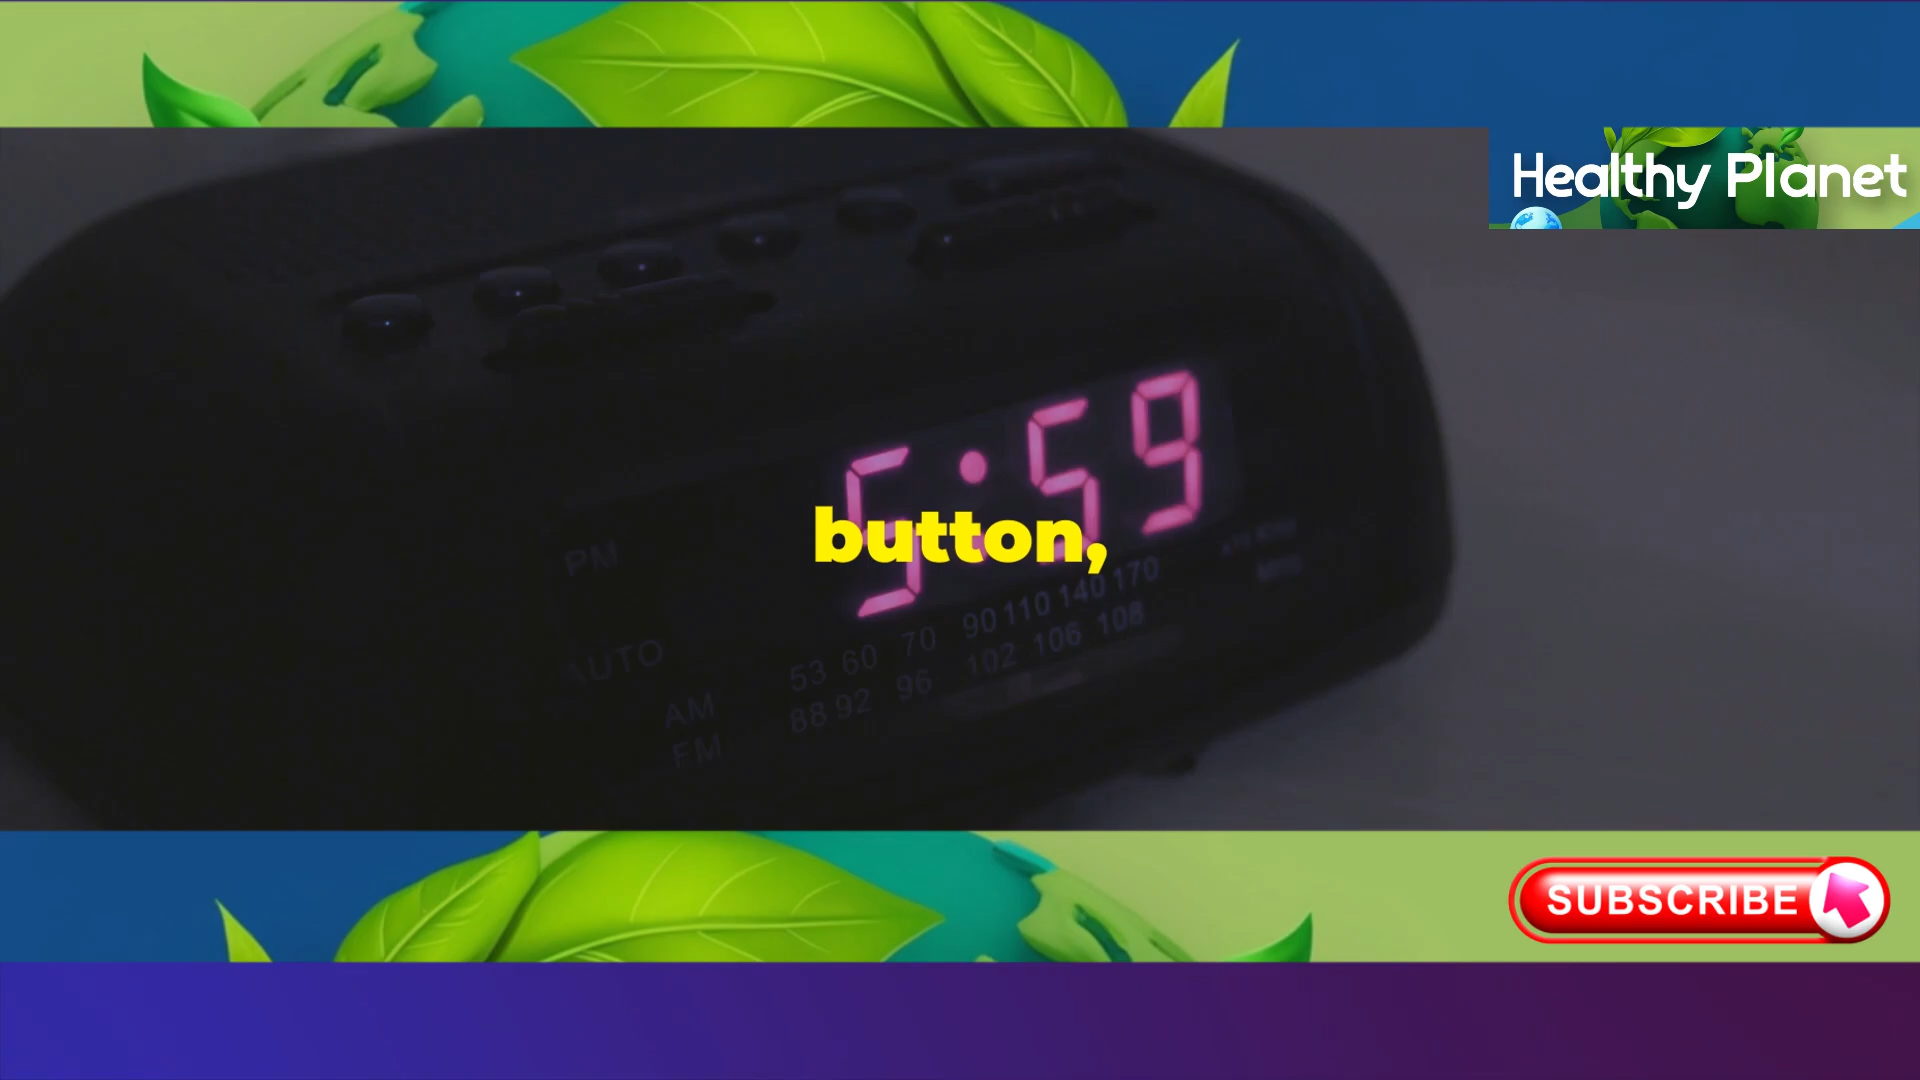 Healthy Planet
5:59
button,
PM
AUTO
53 60 70 90 110 140 170
AM
88 92 96 102 106 108
FM
SUBSCRIBE